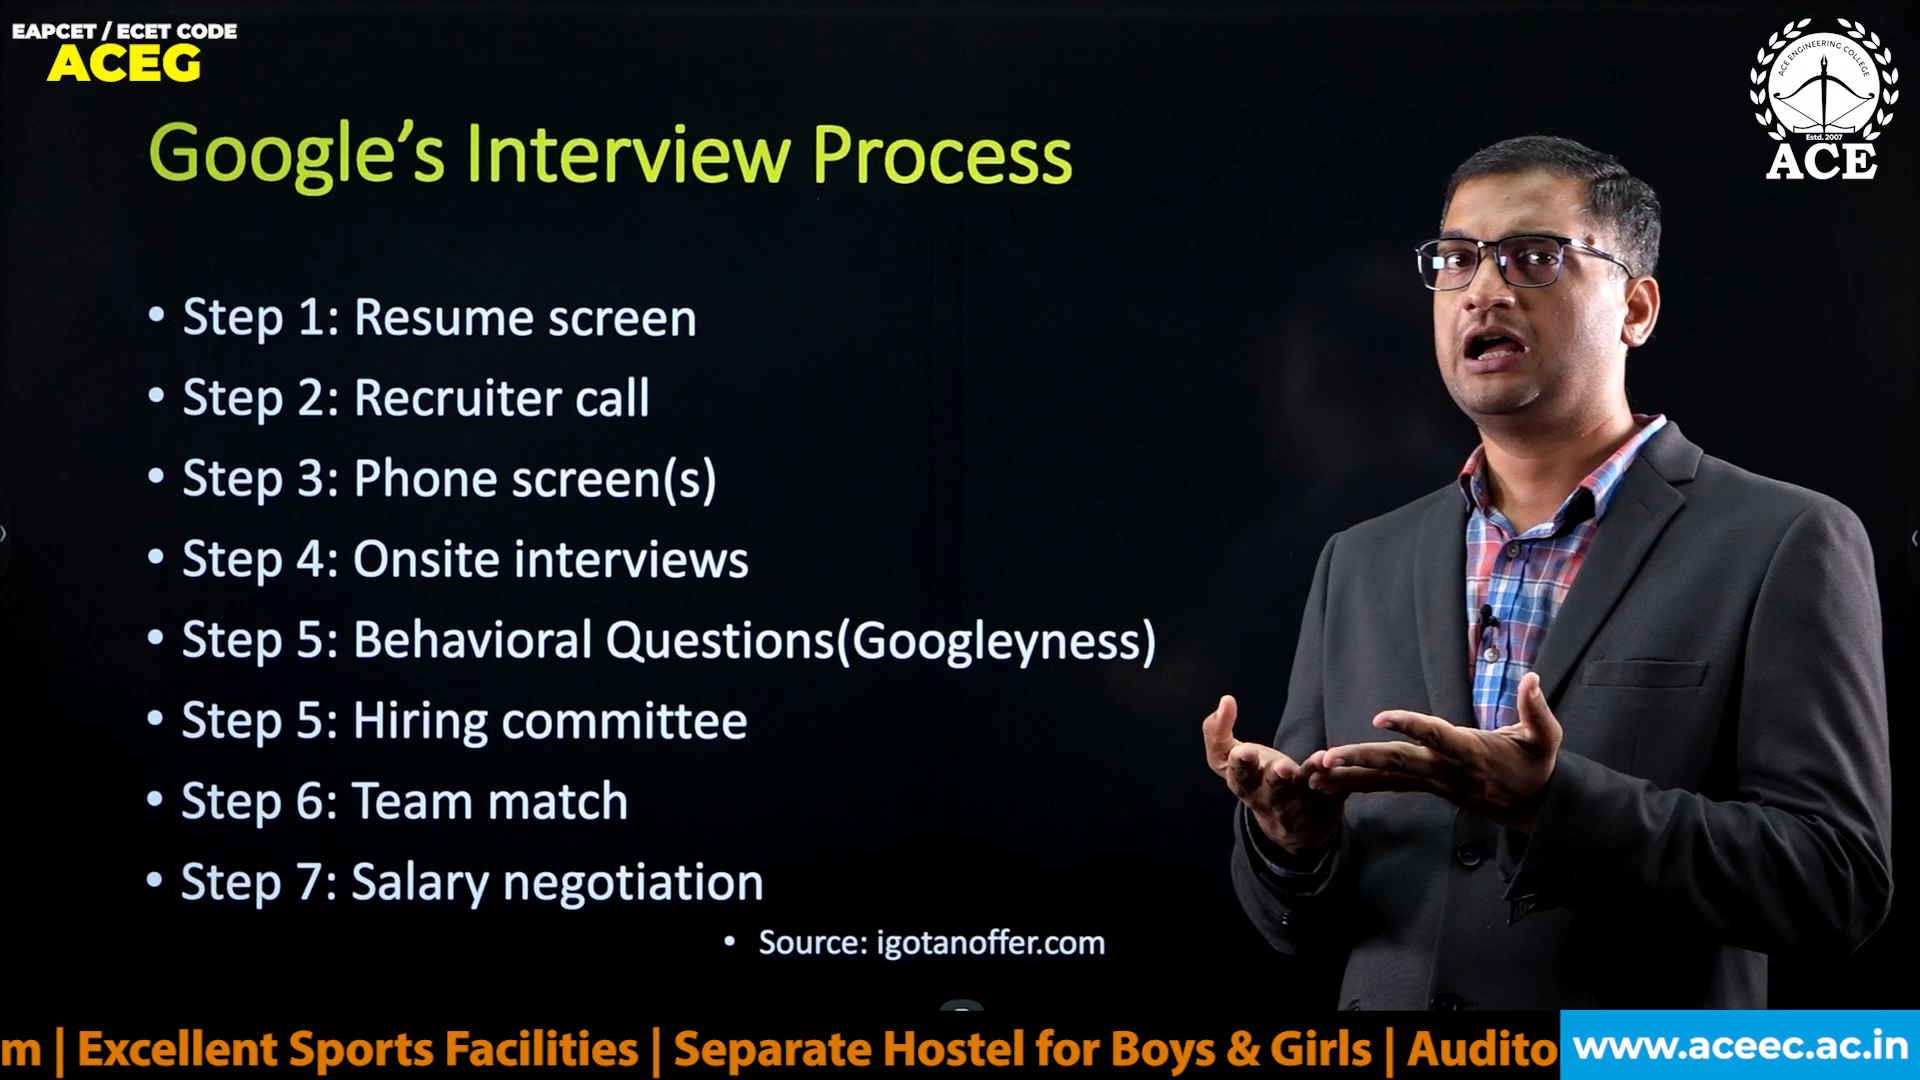 EAPCET / ECET CODE
ACEG
ACE ENGINEERING COLLEGE
Estd. 2007
ACE
Google's Interview Process
• Step 1: Resume screen
• Step 2: Recruiter call
• Step 3: Phone screen(s)
• Step 4: Onsite interviews
• Step 5: Behavioral Questions(Googleyness)
• Step 5: Hiring committee
• Step 6: Team match
• Step 7: Salary negotiation
• Source: igotanoffer.com
m | Excellent Sports Facilities | Separate Hostel for Boys & Girls | Audito
www.aceec.ac.in